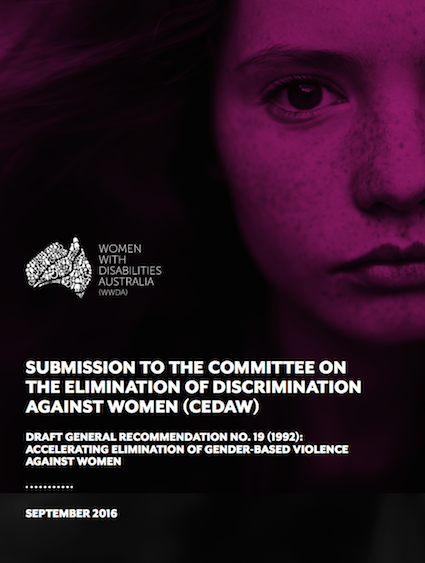 WOMEN
WITH
DISABILITIES
AUSTRALIA
(WWDA)
SUBMISSION TO THE COMMITTEE ON
THE ELIMINATION OF DISCRIMINATION
AGAINST WOMEN (CEDAW)
DRAFT GENERAL RECOMMENDATION NO. 19 (1992):
ACCELERATING ELIMINATION OF GENDER-BASED VIOLENCE
AGAINST WOMEN
SEPTEMBER 2016